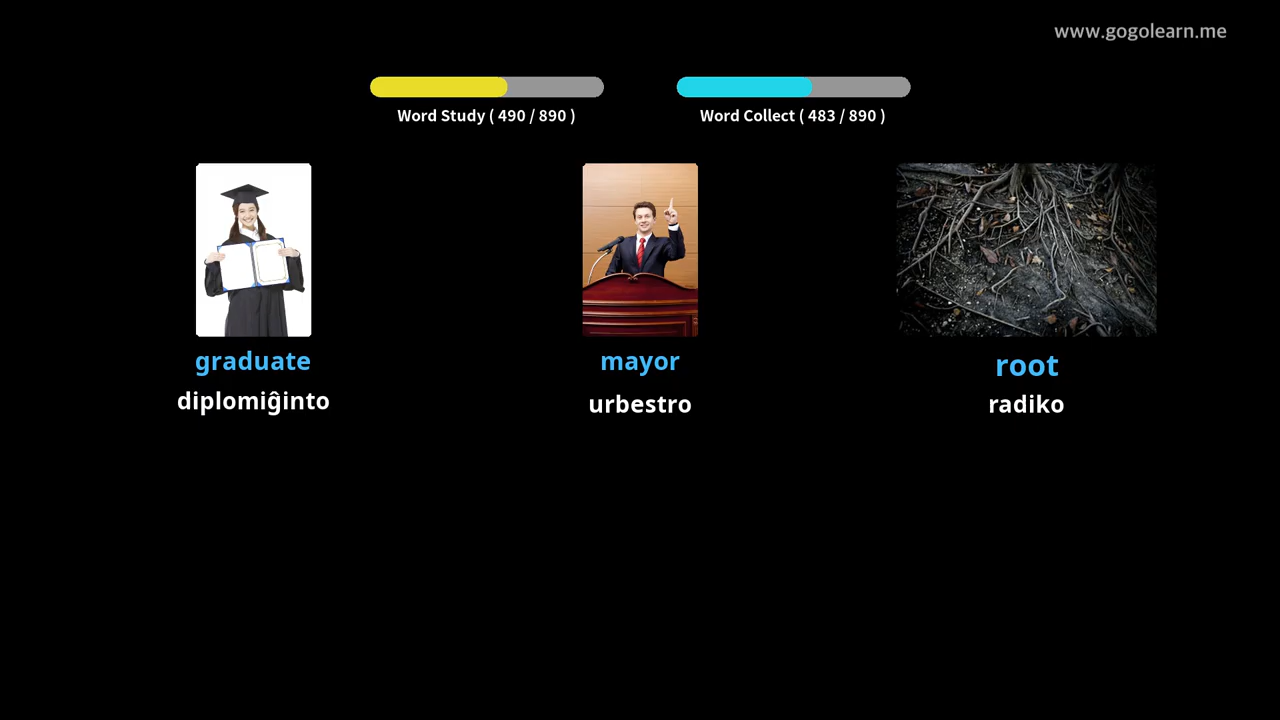 www.gogolearn.me
Word Study ( 490 / 890 )
Word Collect ( 483 / 890 )
graduate
diplomiĝinto
mayor
urbestro
root
radiko